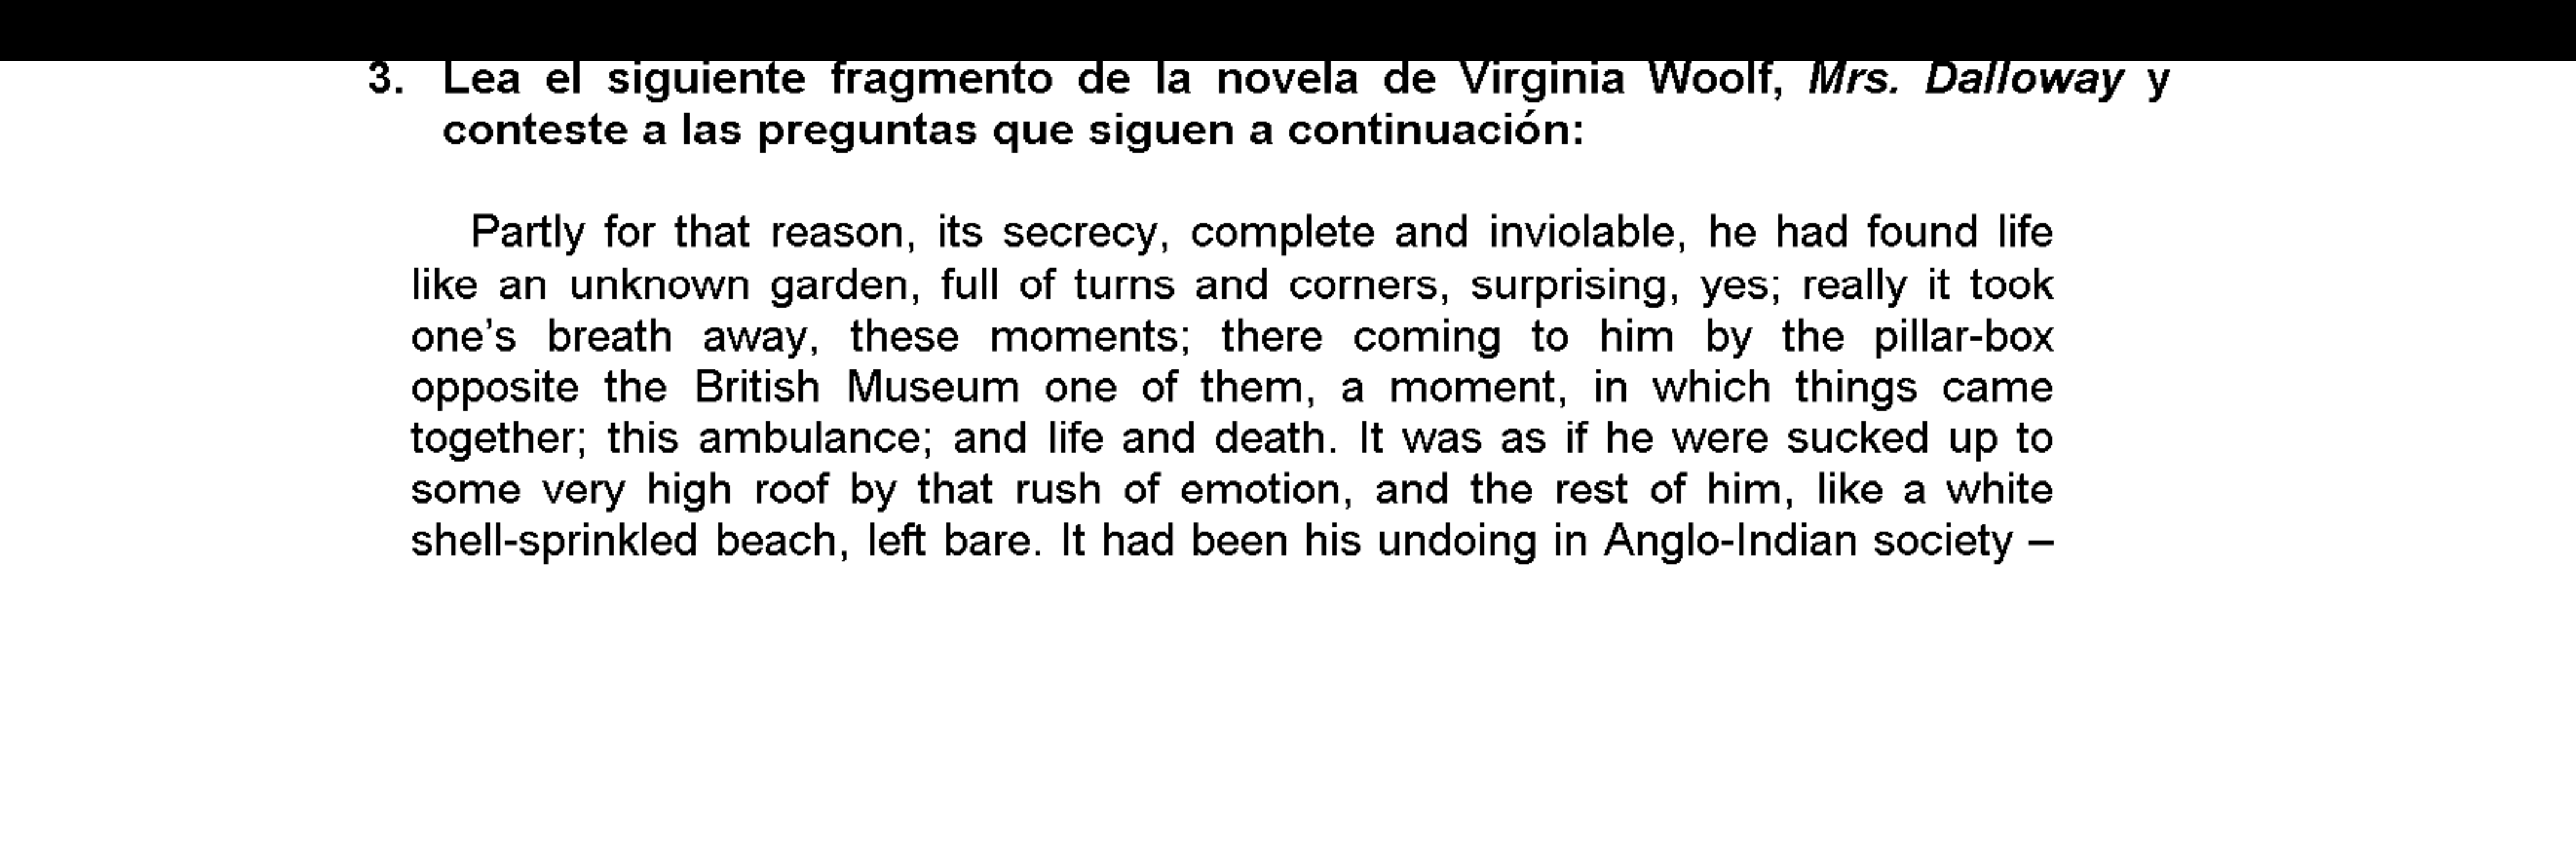 3. Lea el siguiente fragmento de la novela de Virginia Woolf, Mrs. Dalloway y
conteste a las preguntas que siguen a continuación:
Partly for that reason, its secrecy, complete and inviolable, he had found life
like an unknown garden, full of turns and corners, surprising, yes; really it took
one’s breath away, these moments; there coming to him by the pillar-box
opposite the British Museum one of them, a moment, in which things came
together; this ambulance; and life and death. It was as if he were sucked up to
some very high roof by that rush of emotion, and the rest of him, like a white
shell-sprinkled beach, left bare. It had been his undoing in Anglo-Indian society –